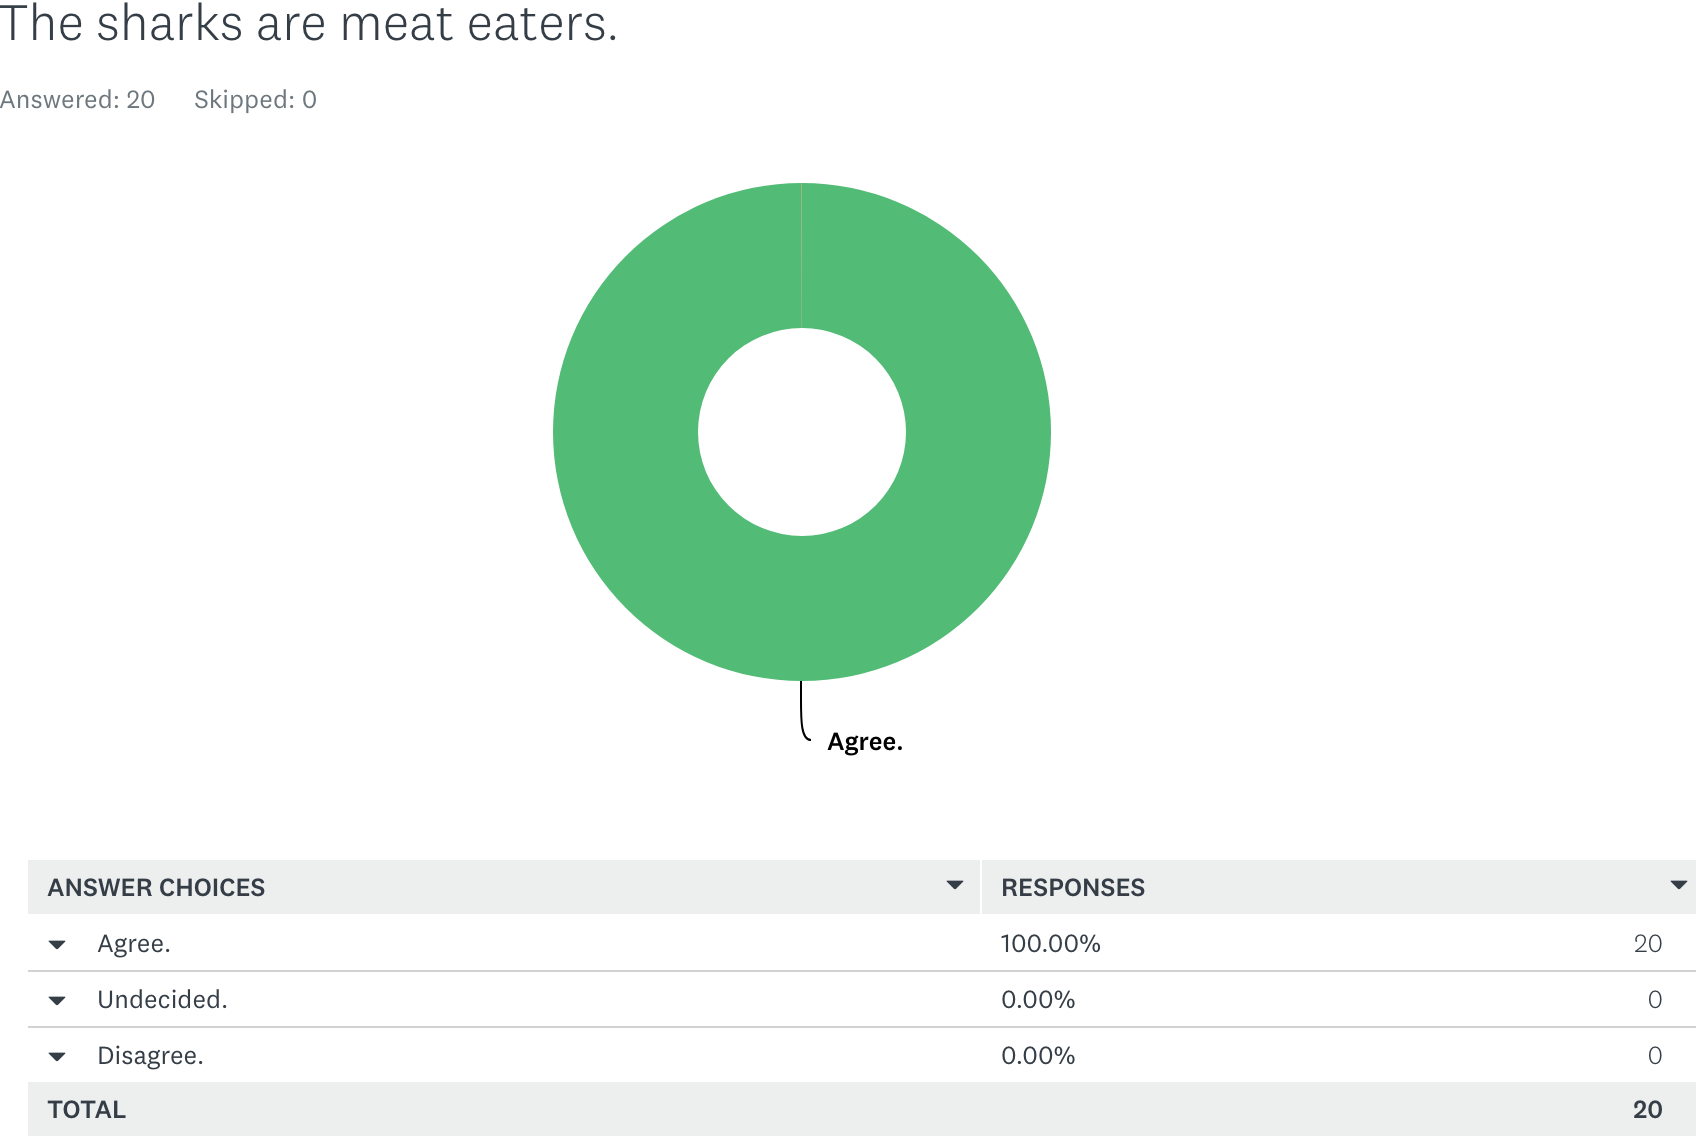 The sharks are meat eaters.
Answered: 20 Skipped: 0
Agree.
ANSWER CHOICES RESPONSES
Agree. 100.00% 20
Undecided. 0.00% 0
Disagree. 0.00% 0
TOTAL 20